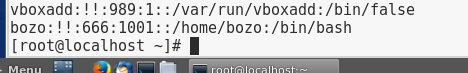 vboxadd:!!:989:1::/var/run/vboxadd:/bin/false
bozo:!!:666:1001::/home/bozo:/bin/bash
[root@localhost ~]#
Menu
root@localhost:~